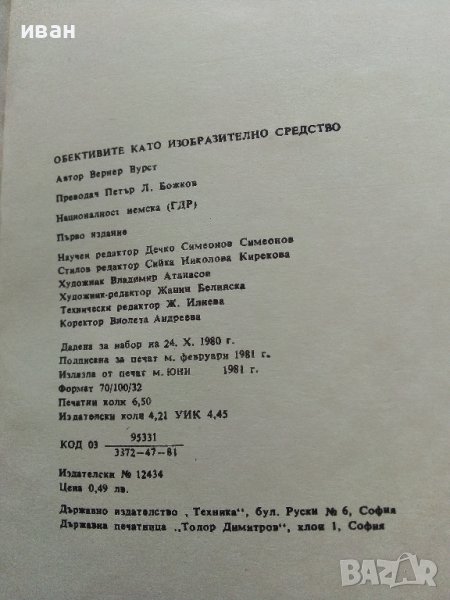 иван
ОБЕКТИВИТЕ КАТО ИЗОБРАЗИТЕЛНО СРЕДСТВО
Автор Вернер Вурст
Преводач Петър Л. Божков
Националност немска (ГДР)
Първо издание
Научен редактор Дечко Симеонов Симеонов
Стилов редактор Сийка Николова Кирекова
Художник Владимир Атанасов
Художник-редактор Жанин Белписка
Технически редактор Ж. Илиева
Коректор Виолета Андреева
Дадена за набор на 24. X. 1980 г.
Подписана за печат м. февруари 1981 г.
Излязла от печат м. ЮНИ 1981 г.
Формат 70/100/32
Печатни коли 6,50
Издателски коли 4,21 УИК 4,45
КОД 03 95331
3372—47—81
Издателски № 12434
Цена 0,49 лв.
Държавно издателство „Техника“, бул. Руски № 6, София
Държавна печатница „Тодор Димитров“, клон 1, София
BAZAR
bg